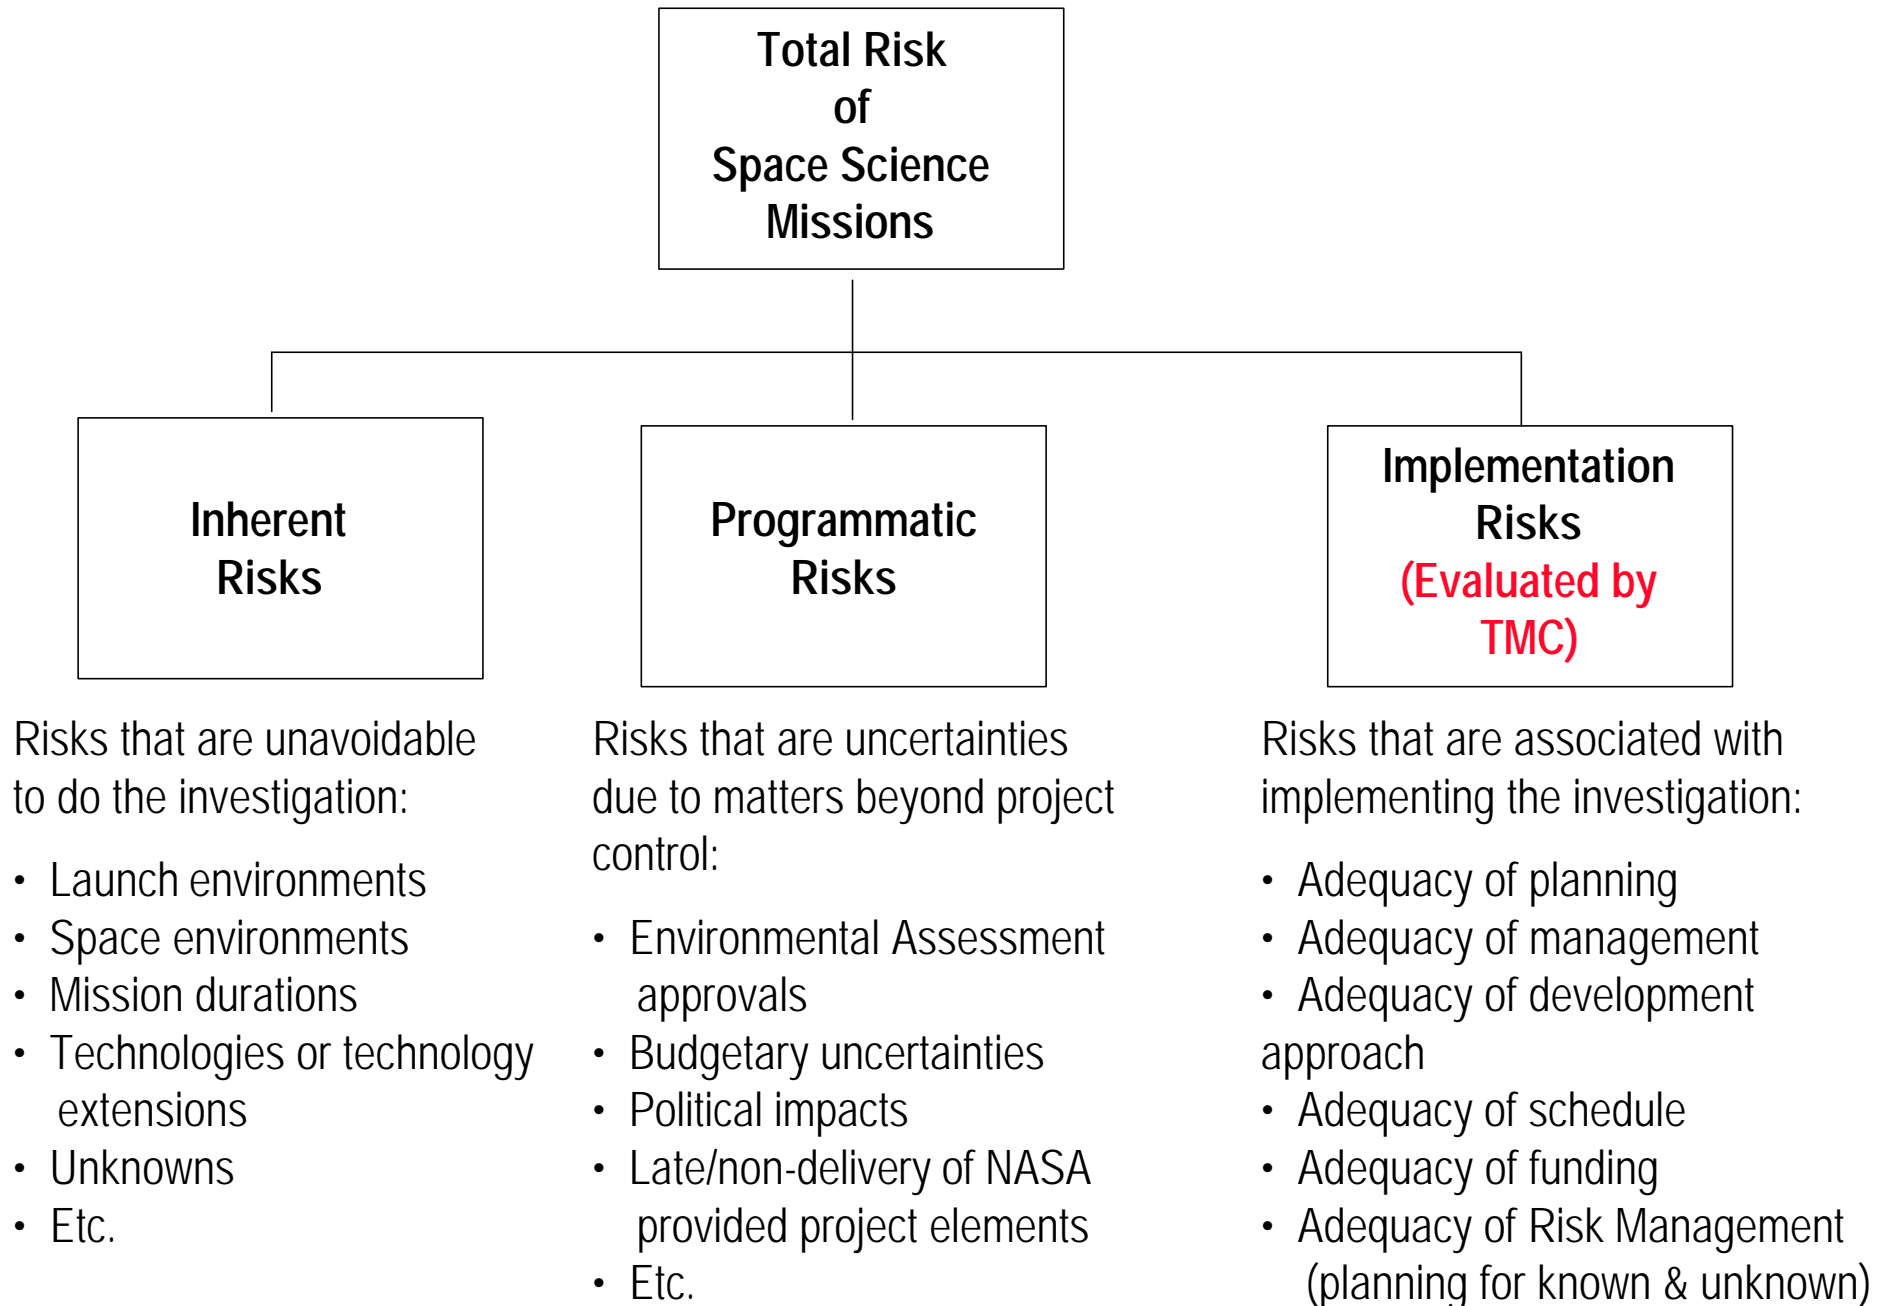 Total Risk
of
Space Science
Missions
Inherent
Risks
Programmatic
Risks
Implementation
Risks
(Evaluated by
TMC)
Risks that are unavoidable
to do the investigation:
• Launch environments
• Space environments
• Mission durations
• Technologies or technology
extensions
• Unknowns
• Etc.
Risks that are uncertainties
due to matters beyond project
control:
• Environmental Assessment
approvals
• Budgetary uncertainties
• Political impacts
• Late/non-delivery of NASA
provided project elements
• Etc.
Risks that are associated with
implementing the investigation:
• Adequacy of planning
• Adequacy of management
• Adequacy of development
approach
• Adequacy of schedule
• Adequacy of funding
• Adequacy of Risk Management
(planning for known & unknown)